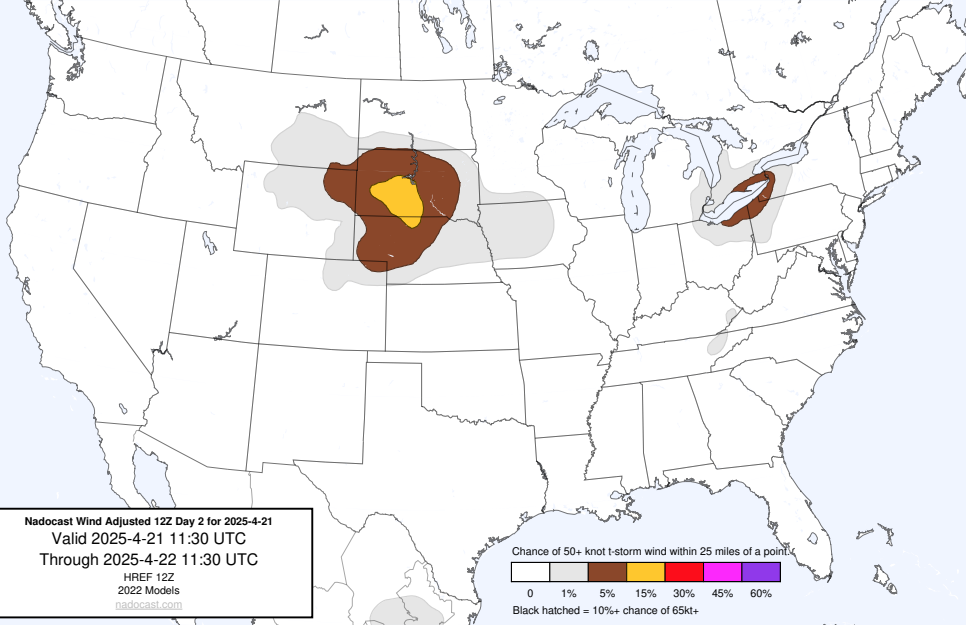 Nadocast Wind Adjusted 12Z Day 2 for 2025-4-21
Valid 2025-4-21 11:30 UTC
Through 2025-4-22 11:30 UTC
HREF 12Z
2022 Models
nadocast.com
Chance of 50+ knot t-storm wind within 25 miles of a point.
0 1% 5% 15% 30% 45% 60%
Black hatched = 10%+ chance of 65kt+